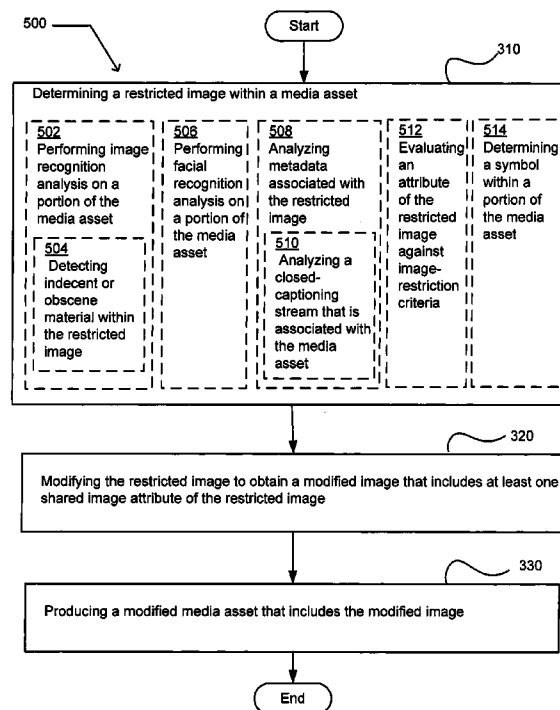 500
Start
310
Determining a restricted image within a media asset
502
Performing image
recognition
analysis on a
portion of the
media asset
504
Detecting
indecent or
obscene
material within
the restricted
image
506
Performing
facial
recognition
analysis on
a portion of
the media
asset
508
Analyzing
metadata
associated with
the restricted
image
510
Analyzing a
closed-
captioning
stream that is
associated with
the media
asset
512
Evaluating
an
attribute
of the
restricted
image
against
image-
restriction
criteria
514
Determining
a symbol
within a
portion of
the media
asset
320
Modifying the restricted image to obtain a modified image that includes at least one
shared image attribute of the restricted image
330
Producing a modified media asset that includes the modified image
End